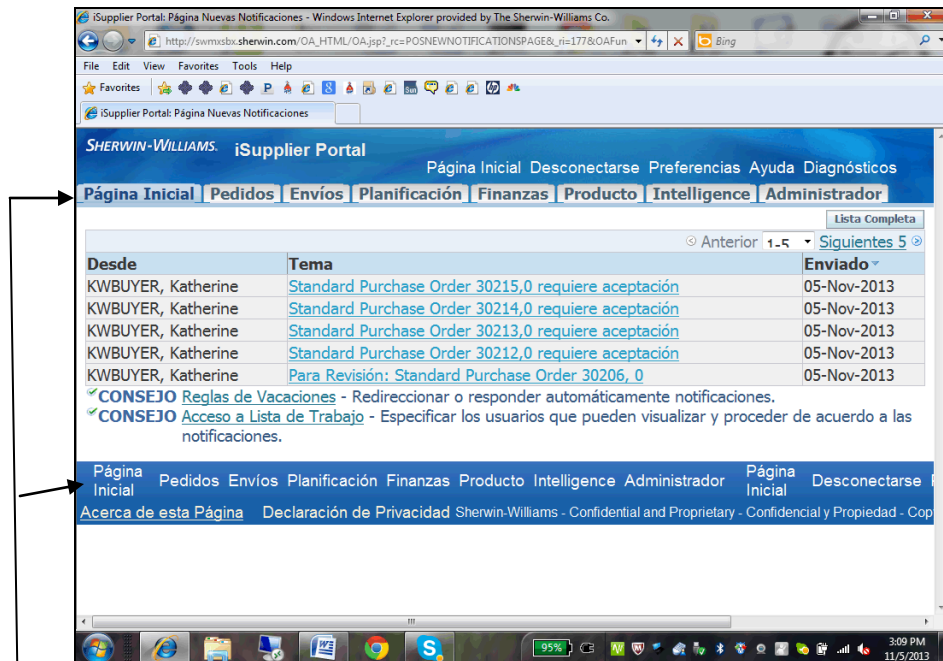 iSupplier Portal: Página Nuevas Notificaciones - Windows Internet Explorer provided by The Sherwin-Williams Co.
http://swmxsbx.sherwin.com/OA_HTML/OA.jsp?_rc=POSNEWNOTIFICATIONSPAGE&_ri=177&OAFun
Bing
File Edit View Favorites Tools Help
Favorites
iSupplier Portal: Página Nuevas Notificaciones
SHERWIN-WILLIAMS. iSupplier Portal
Página Inicial Desconectarse Preferencias Ayuda Diagnósticos
Página Inicial Pedidos Envíos Planificación Finanzas Producto Intelligence Administrador
Lista Completa
Anterior 1-5 Siguientes 5
Desde Tema Enviado
KWBUYER, Katherine Standard Purchase Order 30215,0 requiere aceptación 05-Nov-2013
KWBUYER, Katherine Standard Purchase Order 30214,0 requiere aceptación 05-Nov-2013
KWBUYER, Katherine Standard Purchase Order 30213,0 requiere aceptación 05-Nov-2013
KWBUYER, Katherine Standard Purchase Order 30212,0 requiere aceptación 05-Nov-2013
KWBUYER, Katherine Para Revisión: Standard Purchase Order 30206, 0 05-Nov-2013
CONSEJO Reglas de Vacaciones - Redireccionar o responder automáticamente notificaciones.
CONSEJO Acceso a Lista de Trabajo - Especificar los usuarios que pueden visualizar y proceder de acuerdo a las
notificaciones.
Página Inicial Pedidos Envíos Planificación Finanzas Producto Intelligence Administrador Página Inicial Desconectarse
Acerca de esta Página Declaración de Privacidad Sherwin-Williams - Confidential and Proprietary - Confidencial y Propiedad - Cop
95%
3:09 PM
11/5/2013